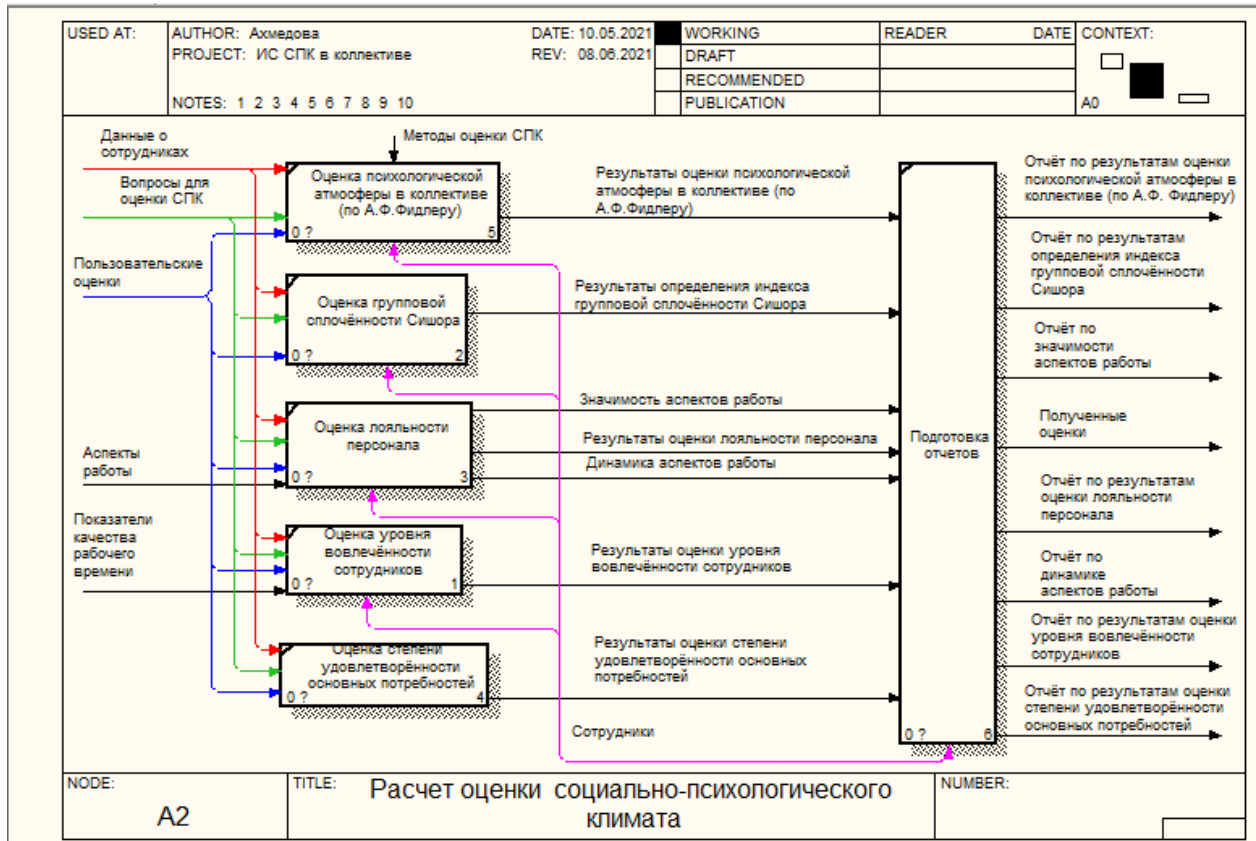 USED AT:
AUTHOR: Ахмедова
DATE: 10.05.2021
WORKING
READER
DATE
CONTEXT:
PROJECT: ИС СПК в коллективе
REV: 08.06.2021
DRAFT
RECOMMENDED
NOTES: 1 2 3 4 5 6 7 8 9 10
PUBLICATION
A0
Данные о
сотрудниках
Вопросы для
оценки СПК
Пользовательские
оценки
Аспекты
работы
Показатели
качества
рабочего
времени
Методы оценки СПК
Оценка психологической
атмосферы в коллективе
(по А.Ф.Фидлеру)
0 ?
5
Оценка групповой
сплочённости Сишора
0 ?
2
Оценка лояльности
персонала
0 ?
3
Оценка уровня
вовлечённости
сотрудников
0 ?
1
Оценка степени
удовлетворённости
основных потребностей
0 ?
4
Результаты оценки психологической
атмосферы в коллективе (по
А.Ф.Фидлеру)
Результаты определения индекса
групповой сплочённости Сишора
Значимость аспектов работы
Результаты оценки лояльности персонала
Динамика аспектов работы
Результаты оценки уровня
вовлечённости сотрудников
Результаты оценки степени
удовлетворённости основных
потребностей
Сотрудники
Подготовка
отчетов
0 ?
6
Отчёт по результатам оценки
психологической атмосферы в
коллективе (по А.Ф. Фидлеру)
Отчёт по результатам
определения индекса
групповой сплочённости
Сишора
Отчёт по
значимости
аспектов работы
Полученные
оценки
Отчёт по результатам
оценки лояльности
персонала
Отчёт по
динамике
аспектов работы
Отчёт по результатам оценки
уровня вовлечённости
сотрудников
Отчёт по результатам оценки
степени удовлетворённости
основных потребностей
NODE:
A2
TITLE:
Расчет оценки социально-психологического
климата
NUMBER: